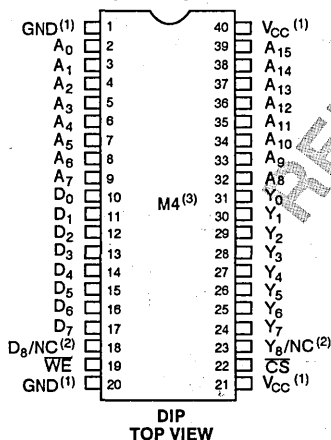 GND(1) 1 40 VCC(1)
A0 2 39 A15
A1 3 38 A14
A2 4 37 A13
A3 5 36 A12
A4 6 35 A11
A5 7 34 A10
A6 8 33 A9
A7 9 32 A8
D0 10 M4(3) 31 Y0
D1 11 30 Y1
D2 12 29 Y2
D3 13 28 Y3
D4 14 27 Y4
D5 15 26 Y5
D6 16 25 Y6
D7 17 24 Y7
D8/NC(2) 18 23 Y8/NC(2)
W̅E̅ 19 22 C̅S̅
GND(1) 20 21 VCC(1)
DIP
TOP VIEW